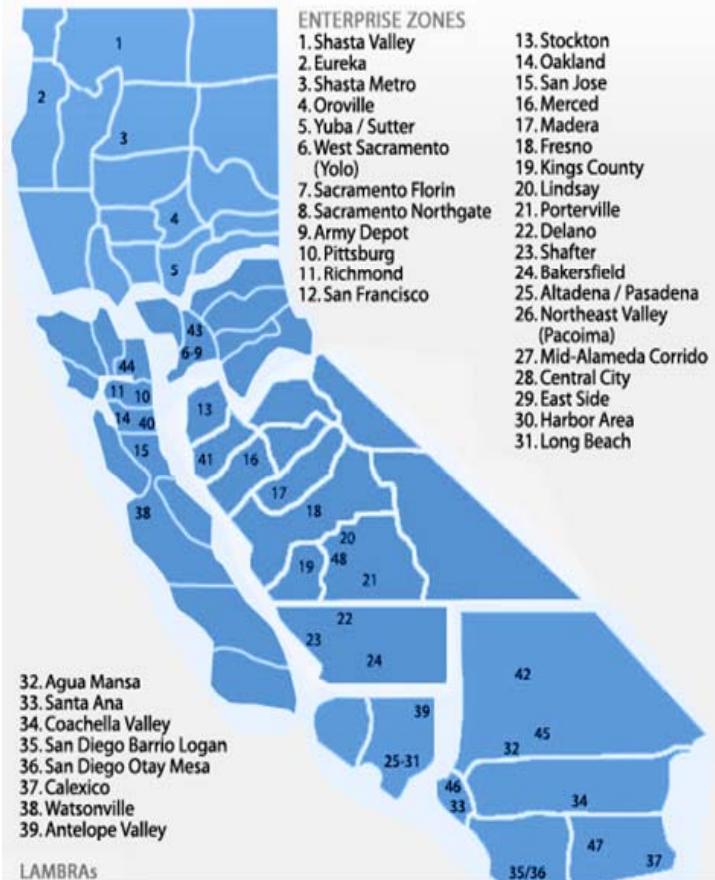 ENTERPRISE ZONES
1. Shasta Valley
2. Eureka
3. Shasta Metro
4. Oroville
5. Yuba / Sutter
6. West Sacramento
(Yolo)
7. Sacramento Florin
8. Sacramento Northgate
9. Army Depot
10. Pittsburg
11. Richmond
12. San Francisco
13. Stockton
14. Oakland
15. San Jose
16. Merced
17. Madera
18. Fresno
19. Kings County
20. Lindsay
21. Porterville
22. Delano
23. Shafter
24. Bakersfield
25. Altadena / Pasadena
26. Northeast Valley
(Pacoima)
27. Mid-Alameda Corrido
28. Central City
29. East Side
30. Harbor Area
31. Long Beach
1
2
3
4
5
43
6-9
44
11 10
13
14 40
15
41 16
17
38
18
20
19 48
21
22
23
24
42
39
45
32
25-31
46
33
34
47
37
35/36
32. Agua Mansa
33. Santa Ana
34. Coachella Valley
35. San Diego Barrio Logan
36. San Diego Otay Mesa
37. Calexico
38. Watsonville
39. Antelope Valley
LAMBRAs